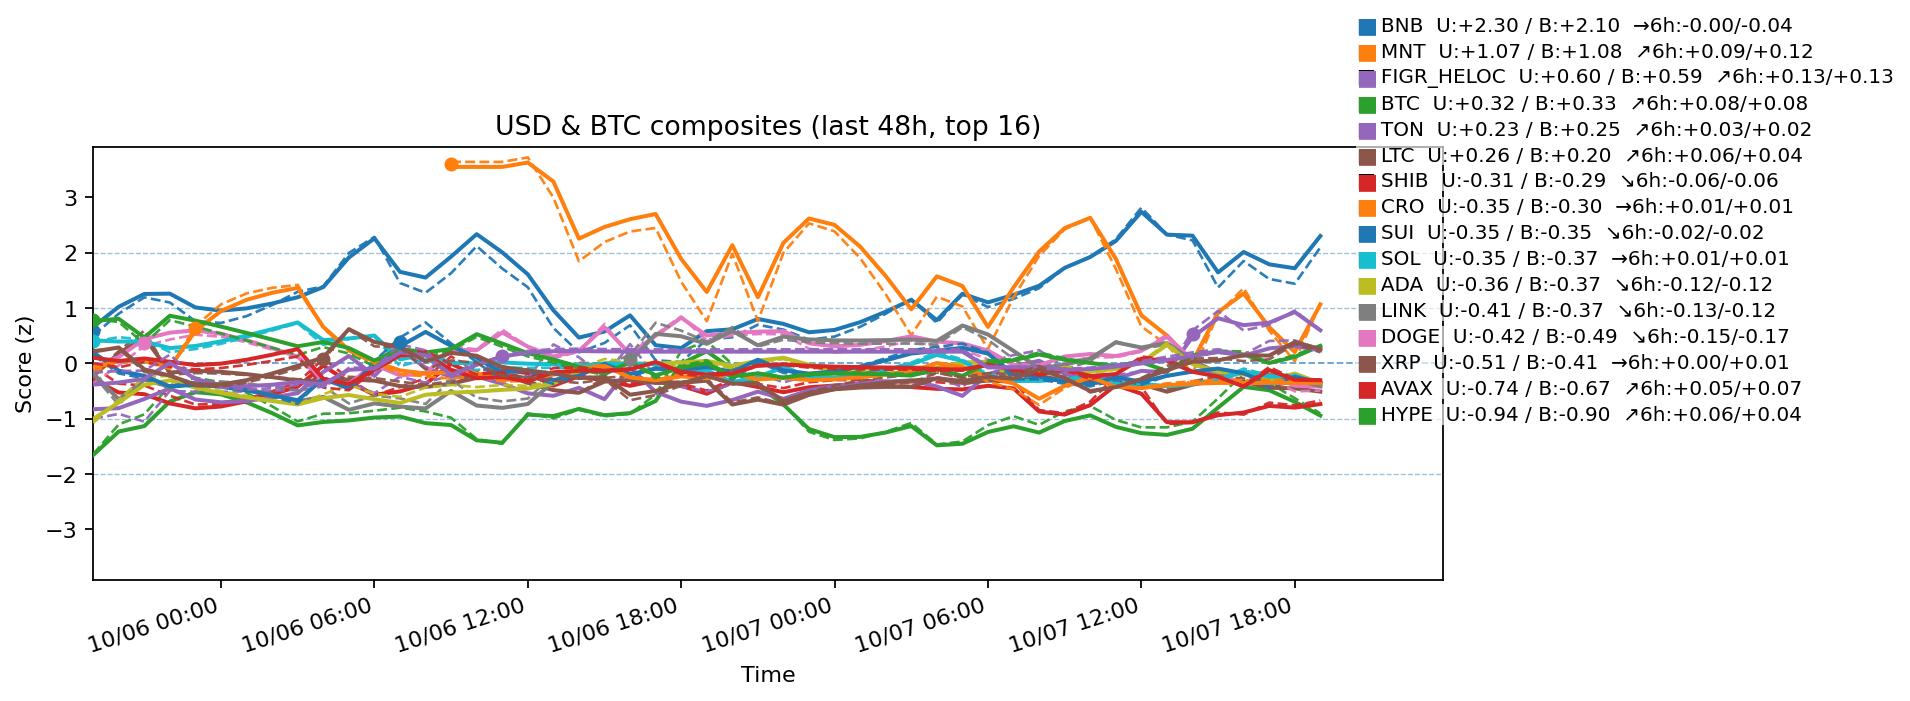 BNB  U:+2.30 / B:+2.10  →6h:-0.00/-0.04
MNT  U:+1.07 / B:+1.08  ↗6h:+0.09/+0.12
FIGR_HELOC  U:+0.60 / B:+0.59  ↗6h:+0.13/+0.13
BTC  U:+0.32 / B:+0.33  ↗6h:+0.08/+0.08
TON  U:+0.23 / B:+0.25  ↗6h:+0.03/+0.02
LTC  U:+0.26 / B:+0.20  ↗6h:+0.06/+0.04
SHIB  U:-0.31 / B:-0.29  ↘6h:-0.06/-0.06
CRO  U:-0.35 / B:-0.30  →6h:+0.01/+0.01
SUI  U:-0.35 / B:-0.35  ↘6h:-0.02/-0.02
SOL  U:-0.35 / B:-0.37  →6h:+0.01/+0.01
ADA  U:-0.36 / B:-0.37  ↘6h:-0.12/-0.12
LINK  U:-0.41 / B:-0.37  ↘6h:-0.13/-0.12
DOGE  U:-0.42 / B:-0.49  ↘6h:-0.15/-0.17
XRP  U:-0.51 / B:-0.41  →6h:+0.00/+0.01
AVAX  U:-0.74 / B:-0.67  ↗6h:+0.05/+0.07
HYPE  U:-0.94 / B:-0.90  ↗6h:+0.06/+0.04
USD & BTC composites (last 48h, top 16)
Score (z)
3
2
1
0
−1
−2
−3
10/06 00:00
10/06 06:00
10/06 12:00
10/06 18:00
10/07 00:00
10/07 06:00
10/07 12:00
10/07 18:00
Time